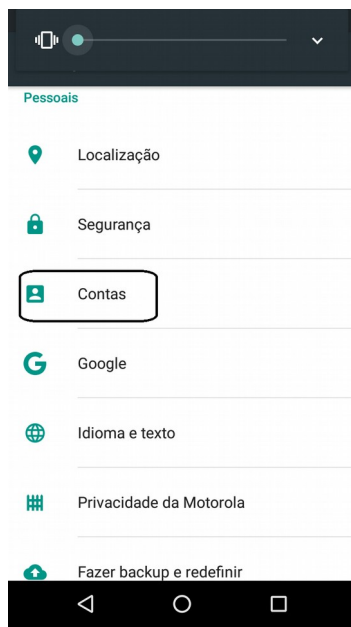 Pessoais
Localização
Segurança
Contas
Google
Idioma e texto
Privacidade da Motorola
Fazer backup e redefinir